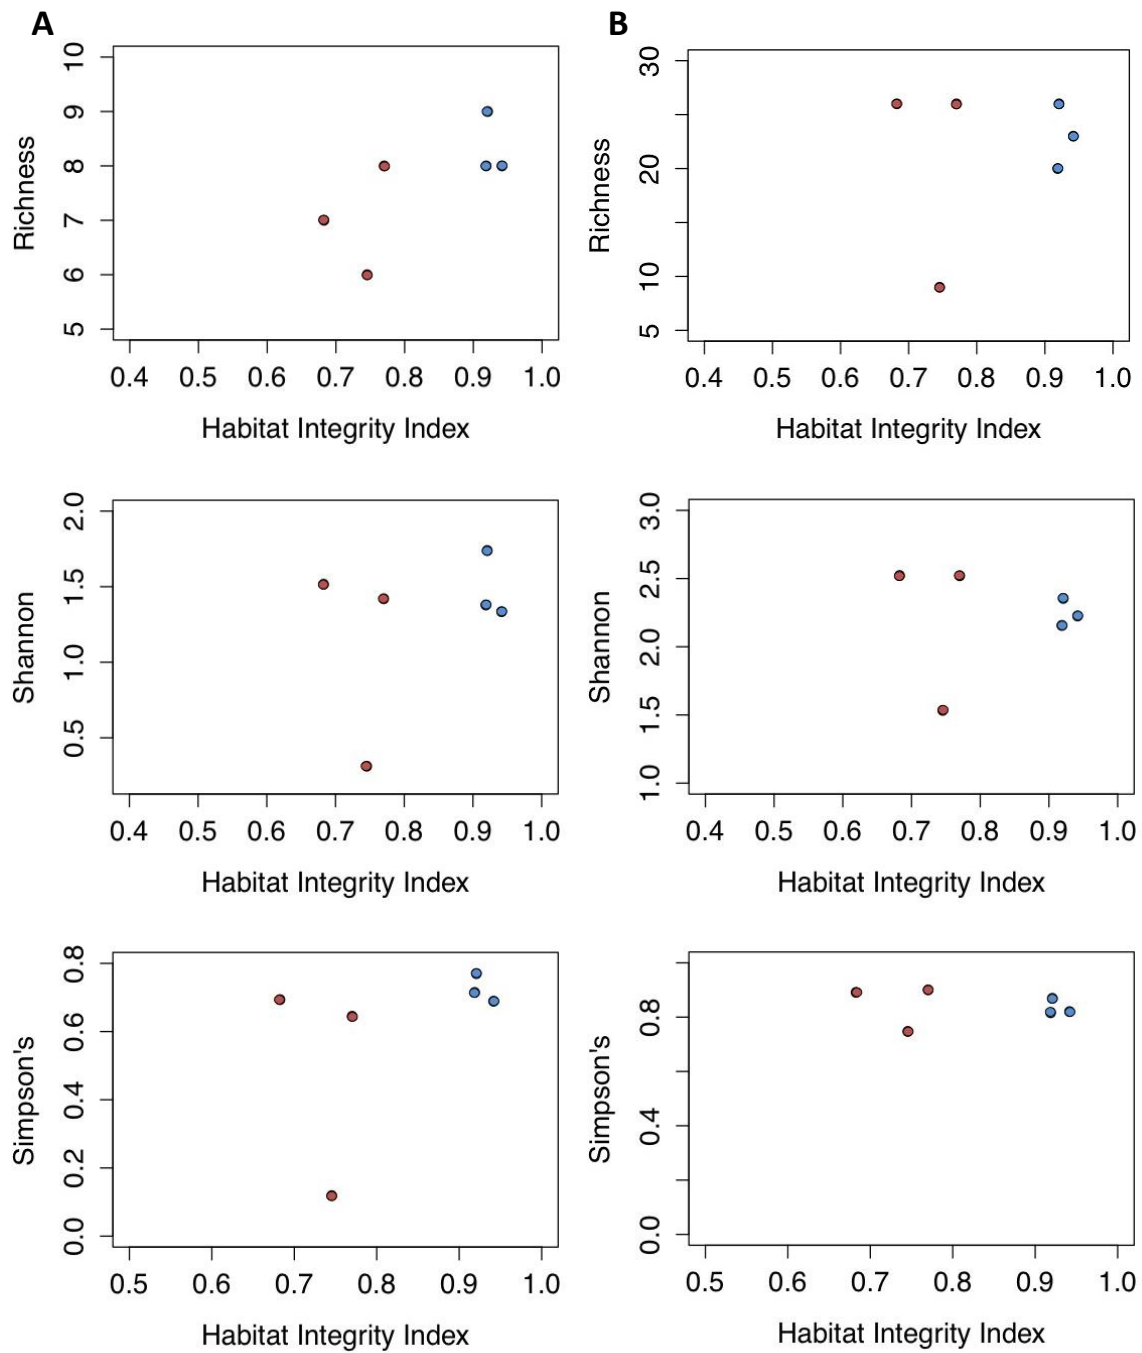 A
B
Richness
10
9
8
7
6
5
0.4 0.5 0.6 0.7 0.8 0.9 1.0
Habitat Integrity Index
Richness
30
20
10
5
0.4 0.5 0.6 0.7 0.8 0.9 1.0
Habitat Integrity Index
Shannon
2.0
1.5
1.0
0.5
0.4 0.5 0.6 0.7 0.8 0.9 1.0
Habitat Integrity Index
Shannon
3.0
2.5
2.0
1.5
1.0
0.4 0.5 0.6 0.7 0.8 0.9 1.0
Habitat Integrity Index
Simpson's
0.8
0.6
0.4
0.2
0.0
0.5 0.6 0.7 0.8 0.9 1.0
Habitat Integrity Index
Simpson's
0.8
0.4
0.0
0.5 0.6 0.7 0.8 0.9 1.0
Habitat Integrity Index